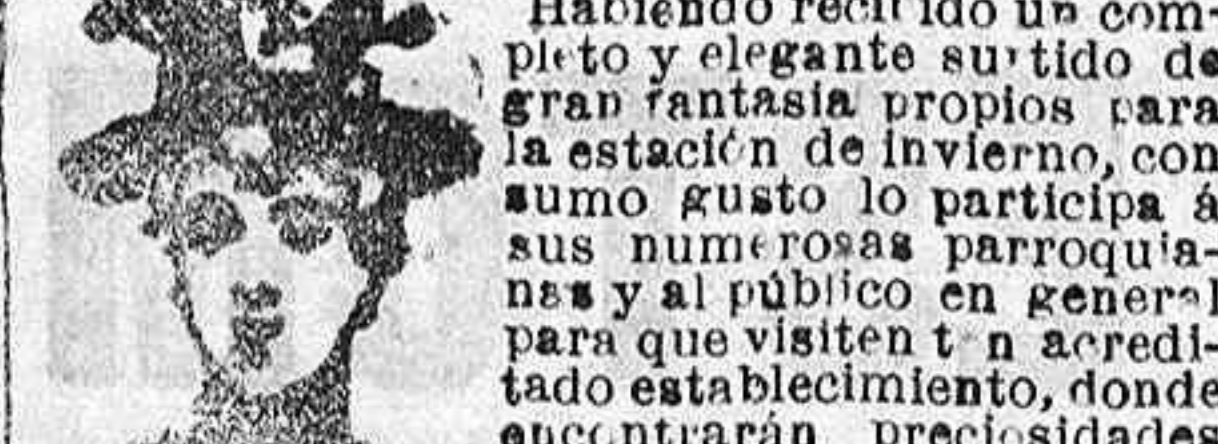 Habiendo recibido un com-
pleto y elegante surtido de
gran fantasía propios para
la estación de invierno, con
sumo gusto lo participa á
sus numerosas parroquia-
nas y al público en general
para que visiten tan acredi-
tado establecimiento, donde
encontrarán preciosidades